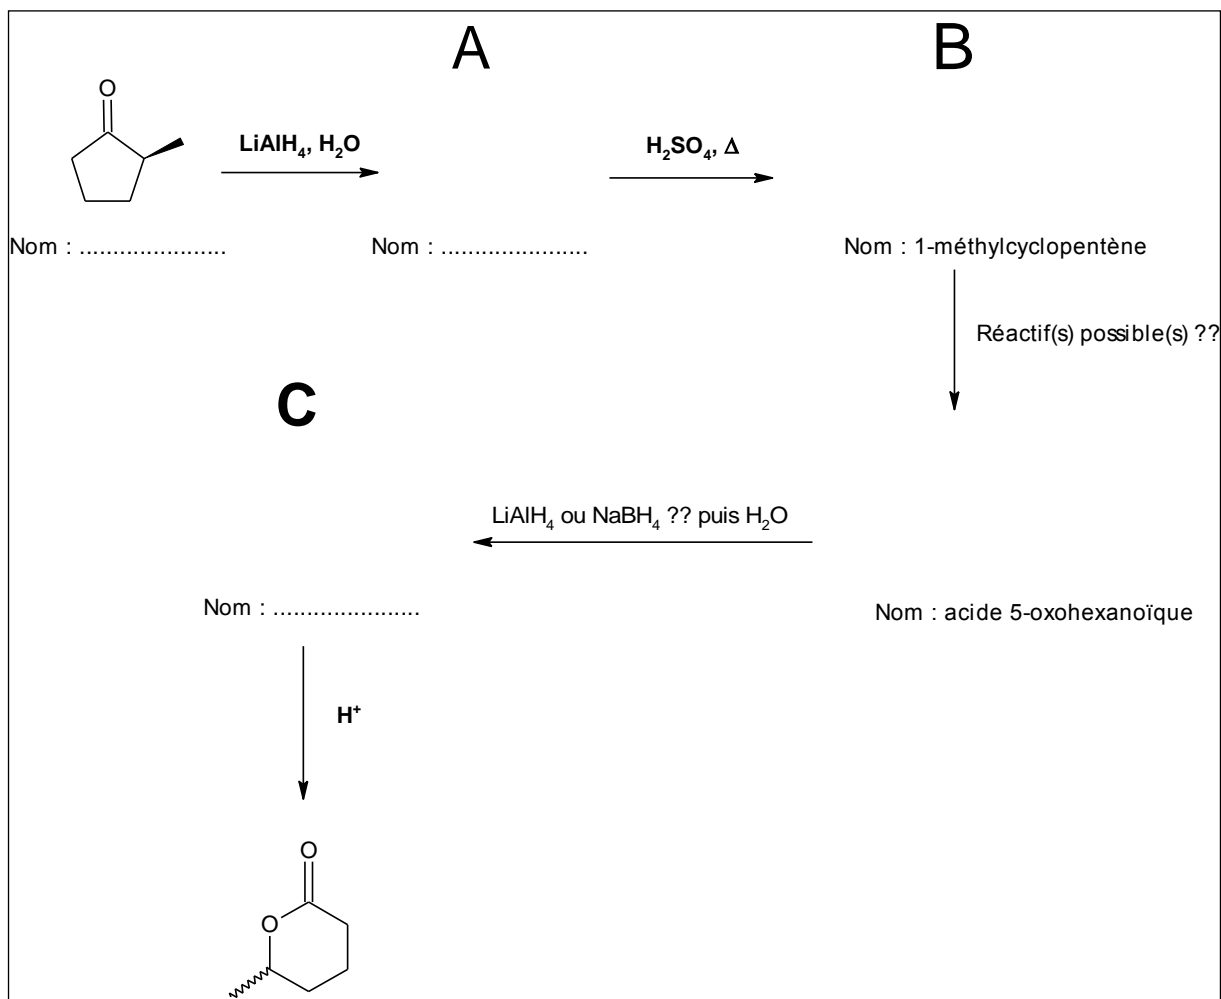 A
B
O
LiAlH4, H2O
H2SO4, Δ
Nom : ......................
Nom : ......................
Nom : 1-méthylcyclopentène
Réactif(s) possible(s) ??
C
LiAlH4 ou NaBH4 ?? puis H2O
Nom : ......................
Nom : acide 5-oxohexanoïque
H+
O
O